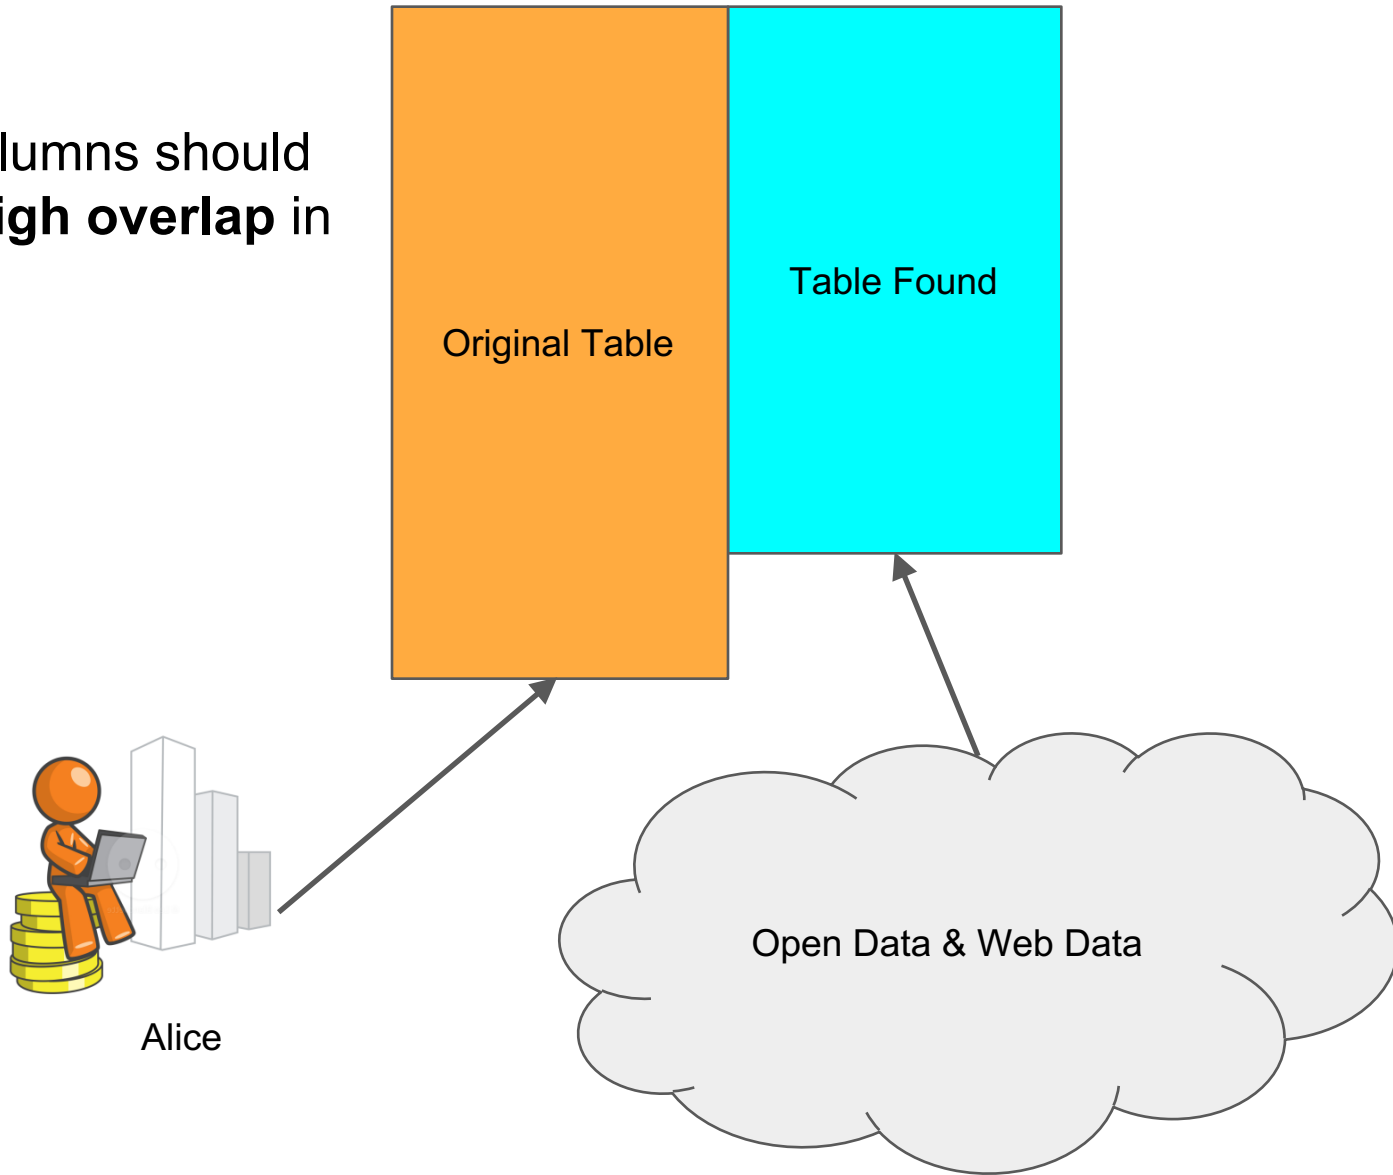 lumns should
igh overlap in
Table Found
Original Table
Open Data & Web Data
Alice